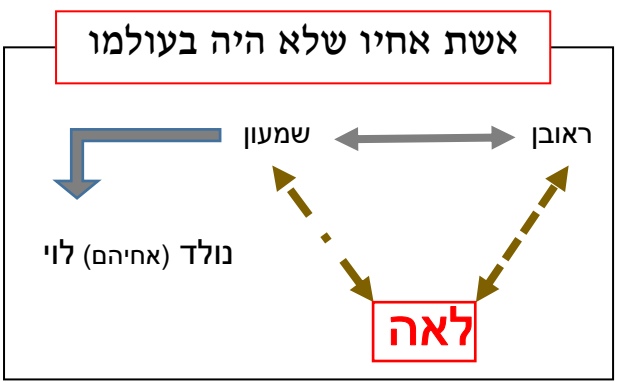 אשת אחיו שלא היה בעולמו
ראובן
שמעון
נולד (אחיהם) לוי
לאה